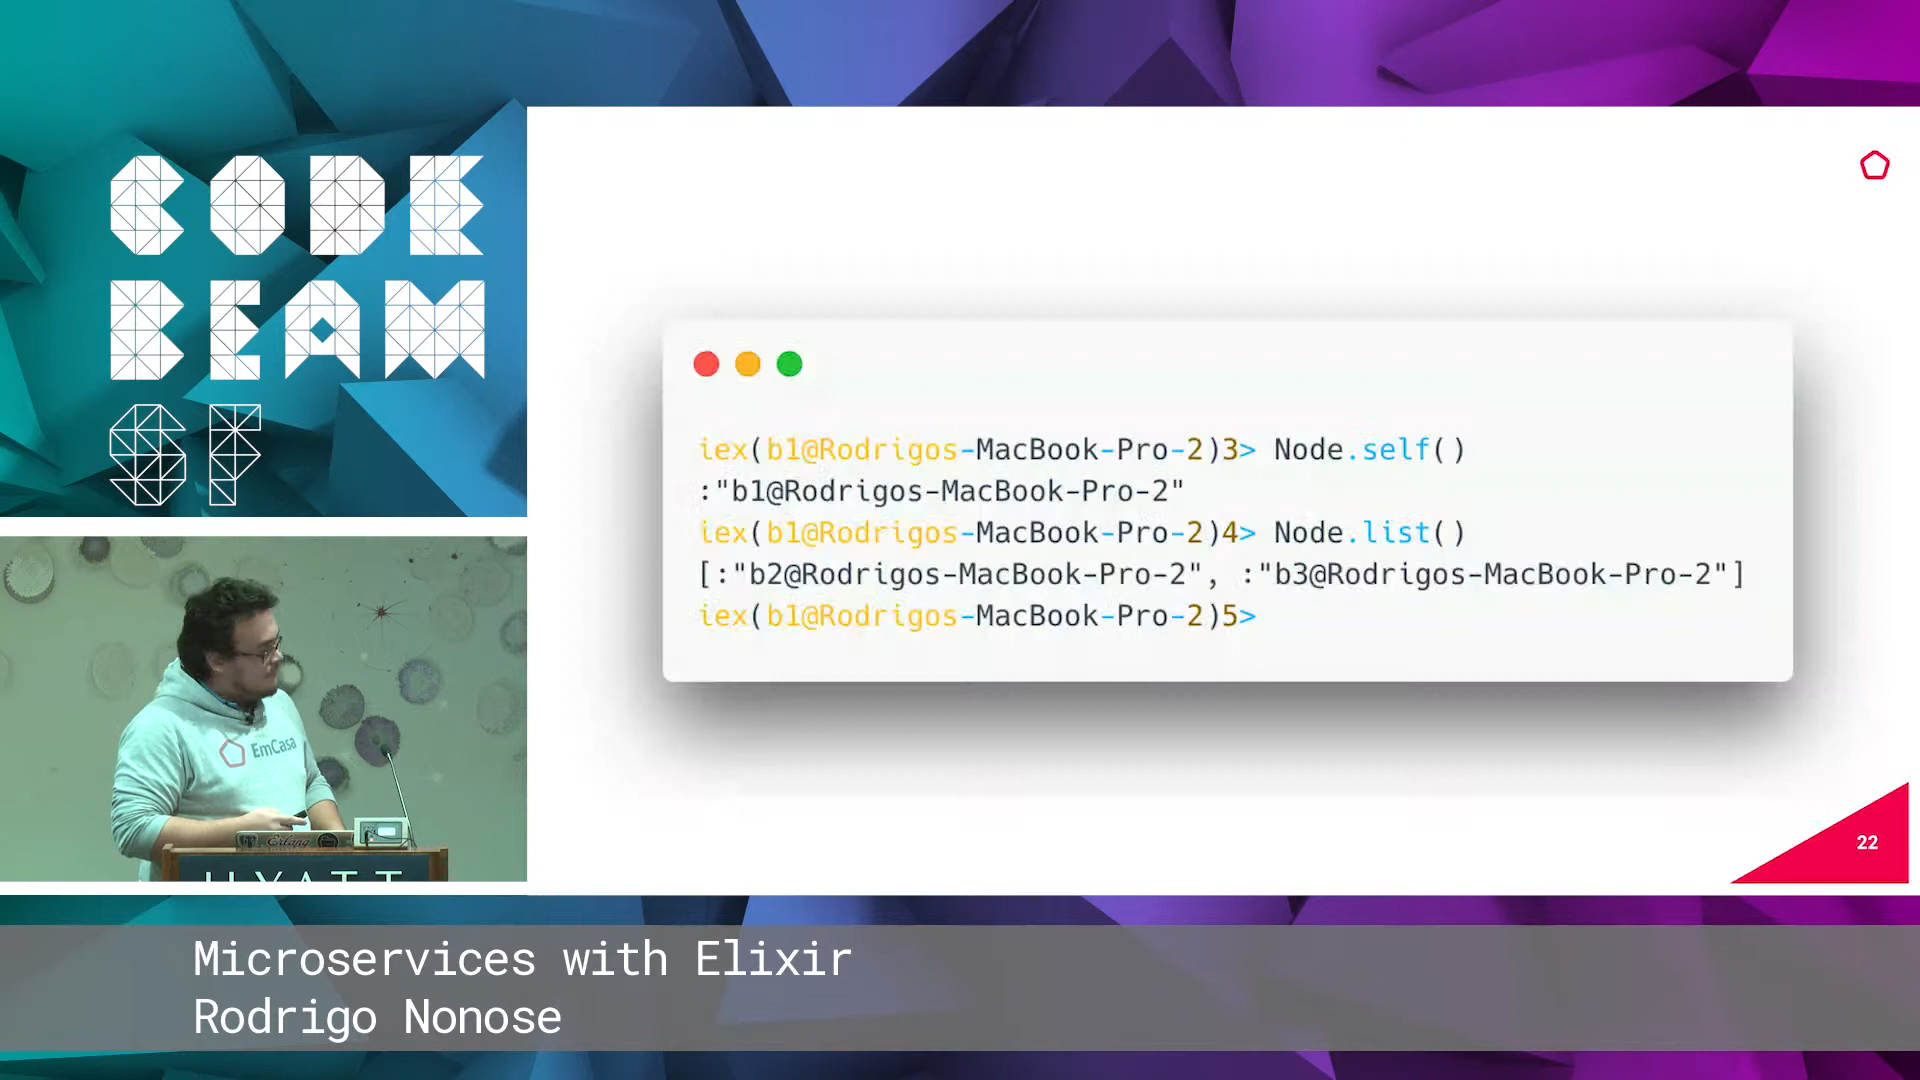 CODE
BEAM
SF
iex(b1@Rodrigos-MacBook-Pro-2)3> Node.self()
:"b1@Rodrigos-MacBook-Pro-2"
iex(b1@Rodrigos-MacBook-Pro-2)4> Node.list()
[:"b2@Rodrigos-MacBook-Pro-2", :"b3@Rodrigos-MacBook-Pro-2"]
iex(b1@Rodrigos-MacBook-Pro-2)5>
22
EmCasa
Erlang
HYATT
Microservices with Elixir
Rodrigo Nonose